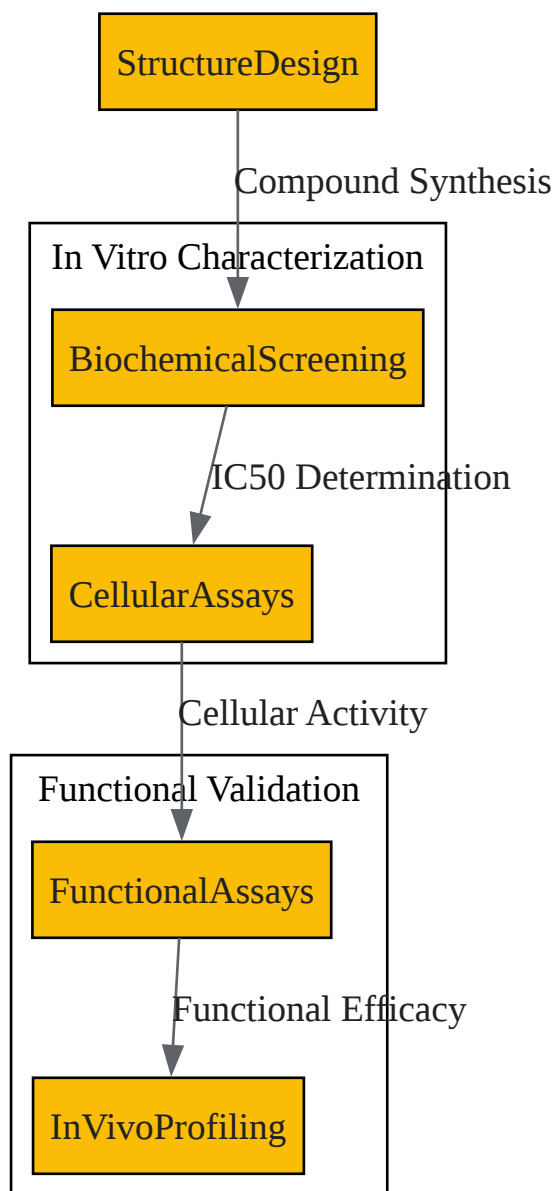 StructureDesign
Compound Synthesis
In Vitro Characterization
BiochemicalScreening
IC50 Determination
CellularAssays
Cellular Activity
Functional Validation
FunctionalAssays
Functional Efficacy
InVivoProfiling